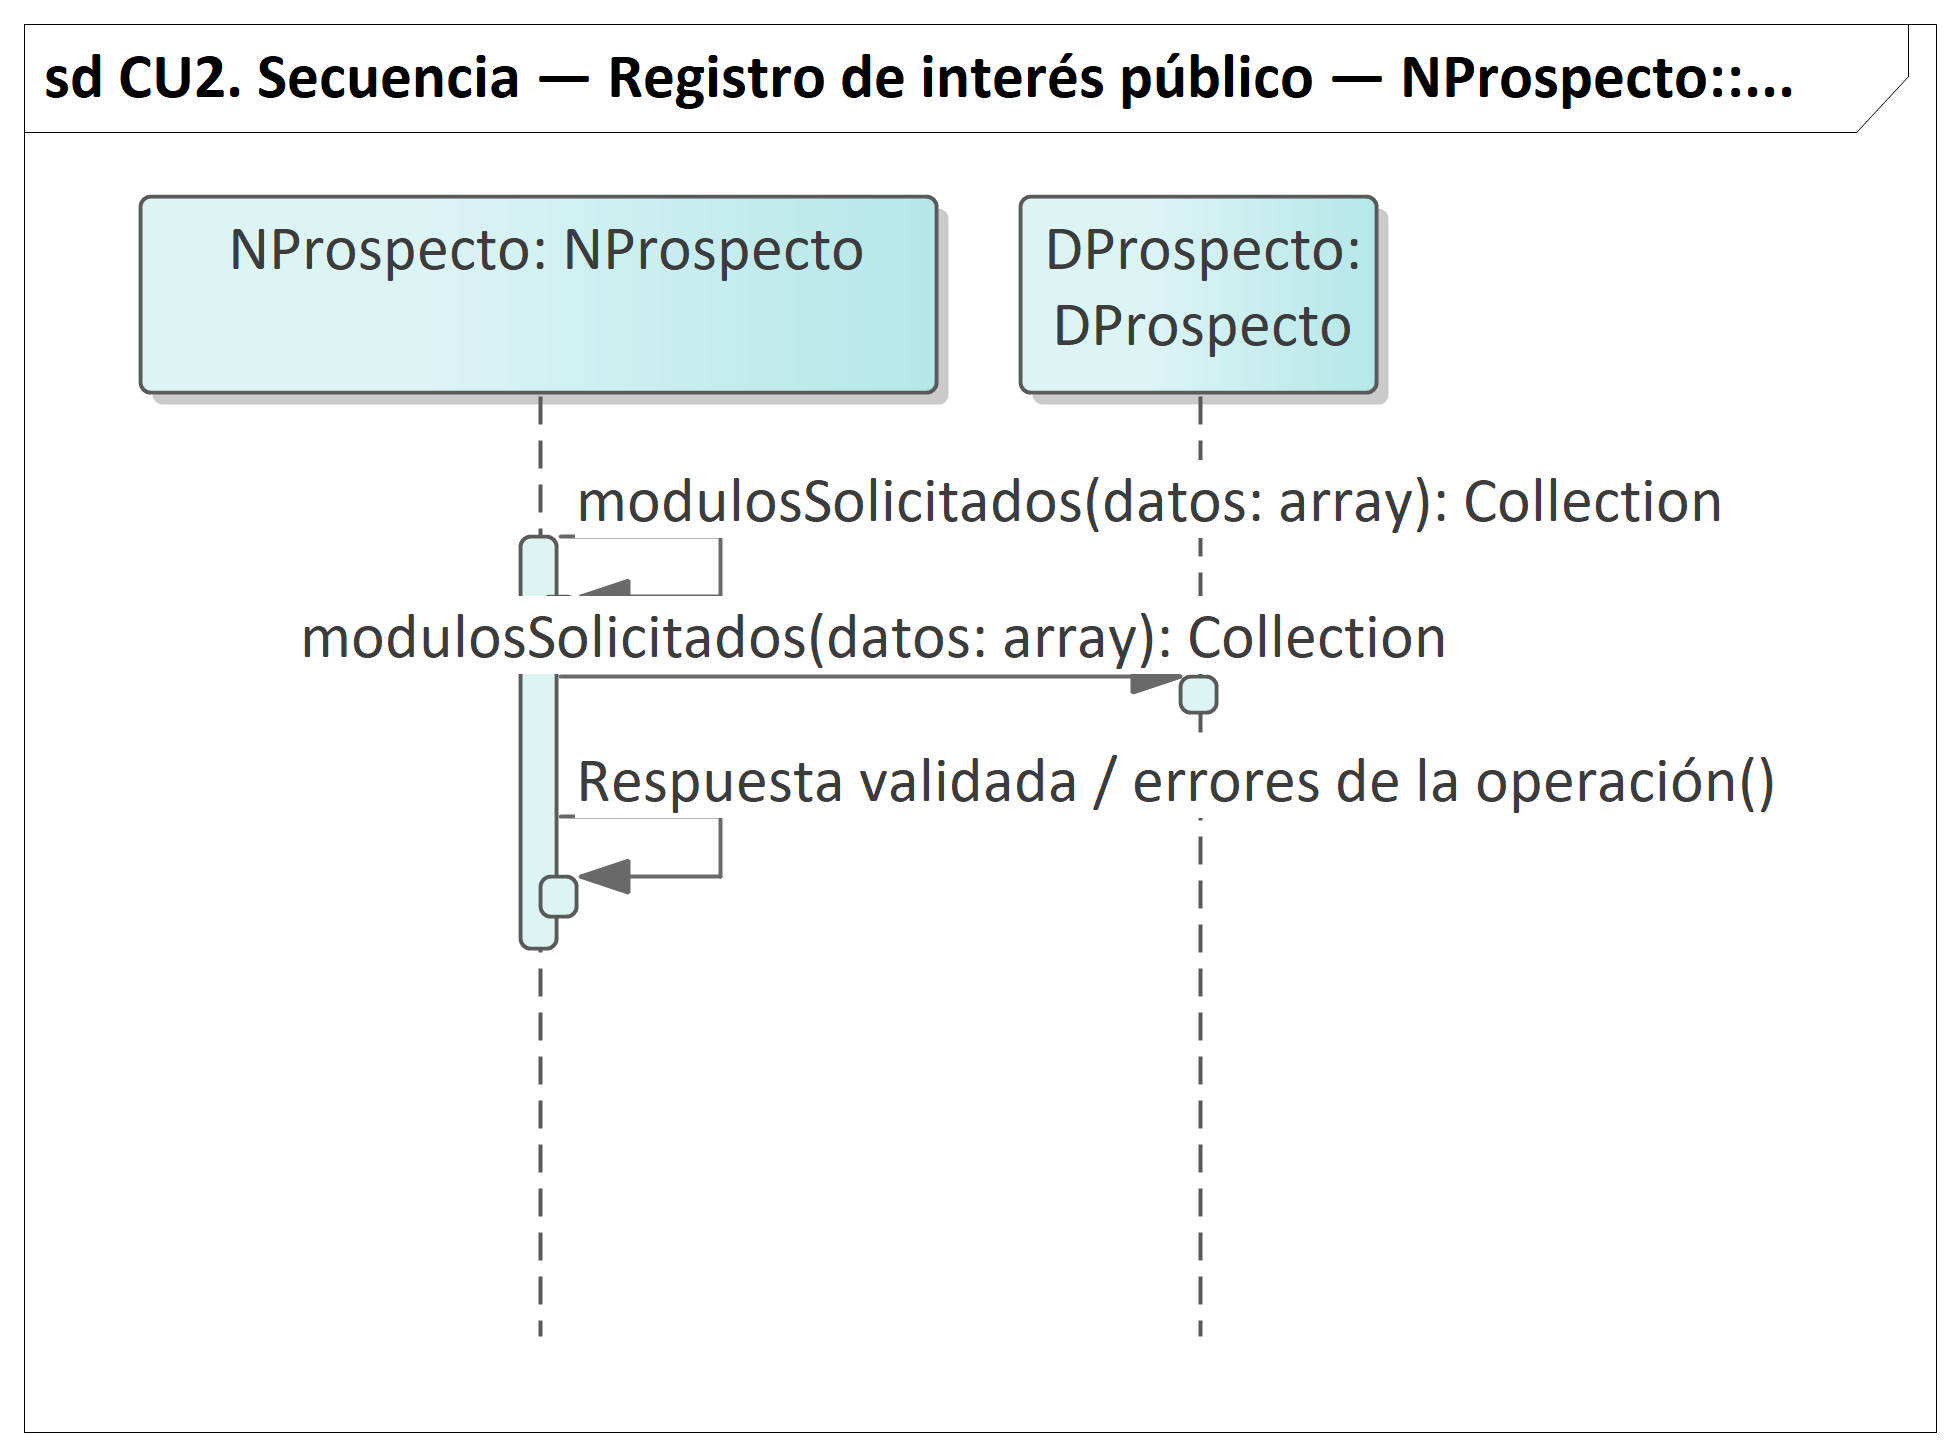 sd CU2. Secuencia — Registro de interés público — NProspecto::...
NProspecto: NProspecto
DProspecto:
DProspecto
modulosSolicitados(datos: array): Collection
modulosSolicitados(datos: array): Collection
Respuesta validada / errores de la operación()